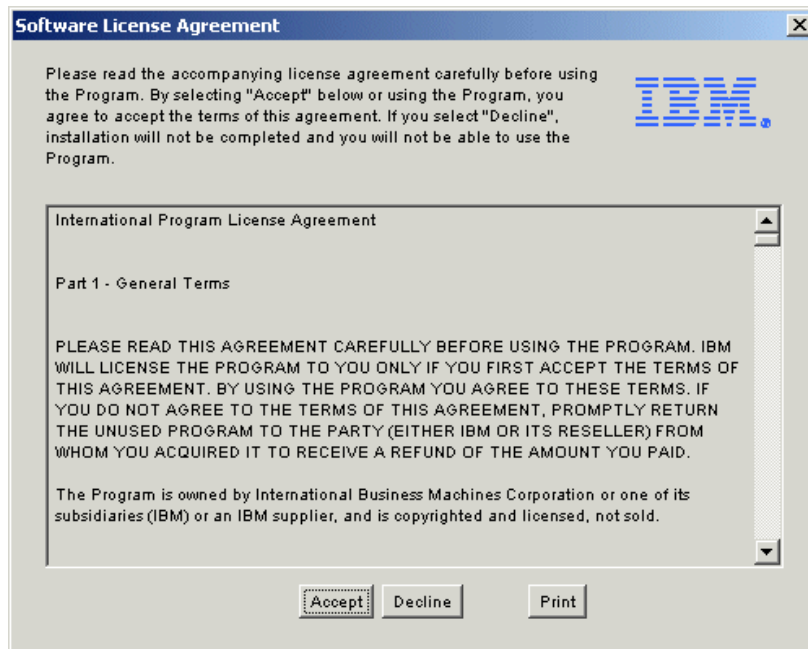 Software License Agreement
Please read the accompanying license agreement carefully before using
the Program. By selecting "Accept" below or using the Program, you
agree to accept the terms of this agreement. If you select "Decline",
installation will not be completed and you will not be able to use the
Program.
IBM®
International Program License Agreement
Part 1 - General Terms
PLEASE READ THIS AGREEMENT CAREFULLY BEFORE USING THE PROGRAM. IBM
WILL LICENSE THE PROGRAM TO YOU ONLY IF YOU FIRST ACCEPT THE TERMS OF
THIS AGREEMENT. BY USING THE PROGRAM YOU AGREE TO THESE TERMS. IF
YOU DO NOT AGREE TO THE TERMS OF THIS AGREEMENT, PROMPTLY RETURN
THE UNUSED PROGRAM TO THE PARTY (EITHER IBM OR ITS RESELLER) FROM
WHOM YOU ACQUIRED IT TO RECEIVE A REFUND OF THE AMOUNT YOU PAID.
The Program is owned by International Business Machines Corporation or one of its
subsidiaries (IBM) or an IBM supplier, and is copyrighted and licensed, not sold.
Accept Decline Print